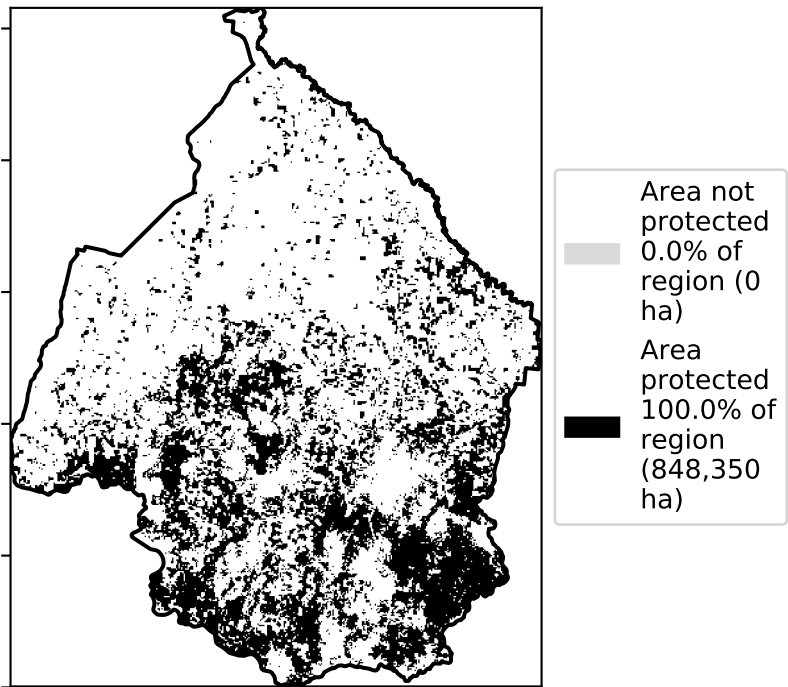 Area not
protected
0.0% of
region (0
ha)
Area
protected
100.0% of
region
(848,350
ha)